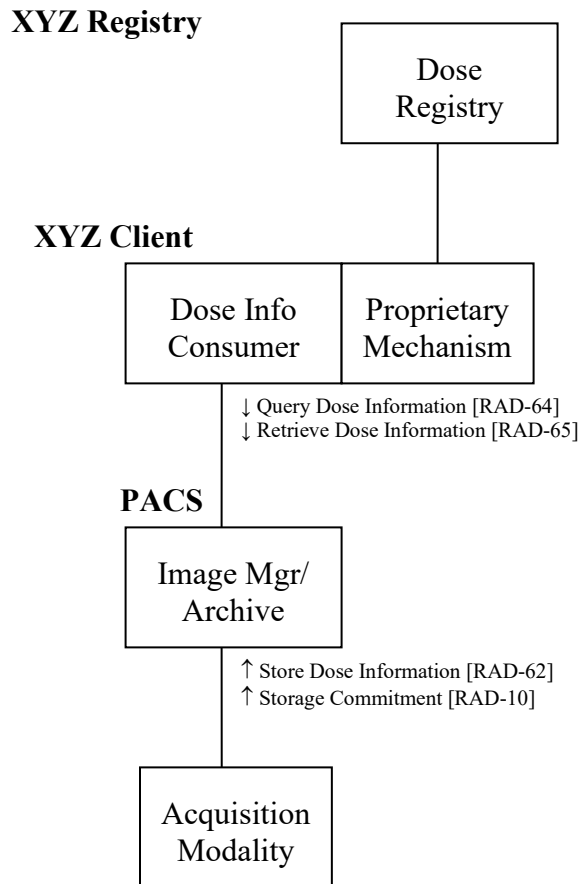 XYZ Registry
Dose
Registry
XYZ Client
Dose Info
Consumer
Proprietary
Mechanism
↓ Query Dose Information [RAD-64]
↓ Retrieve Dose Information [RAD-65]
PACS
Image Mgr/
Archive
↑ Store Dose Information [RAD-62]
↑ Storage Commitment [RAD-10]
Acquisition
Modality